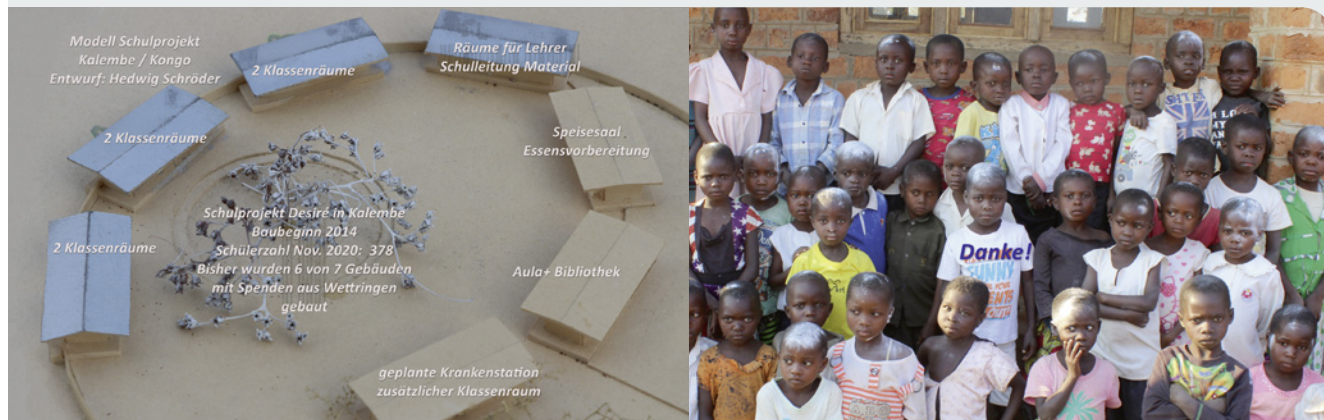 Modell Schulprojekt
Kalembe / Kongo
Entwurf: Hedwig Schröder
2 Klassenräume
Räume für Lehrer
Schulleitung Material
2 Klassenräume
Speisesaal
Essensvorbereitung
2 Klassenräume
Schulprojekt Desiré in Kalembe
Baubeginn 2014
Schülerzahl Nov. 2020: 378
Bisher wurden 6 von 7 Gebäuden
mit Spenden aus Wettringen
gebaut
Aula+ Bibliothek
geplante Krankenstation
zusätzlicher Klassenraum
Danke!